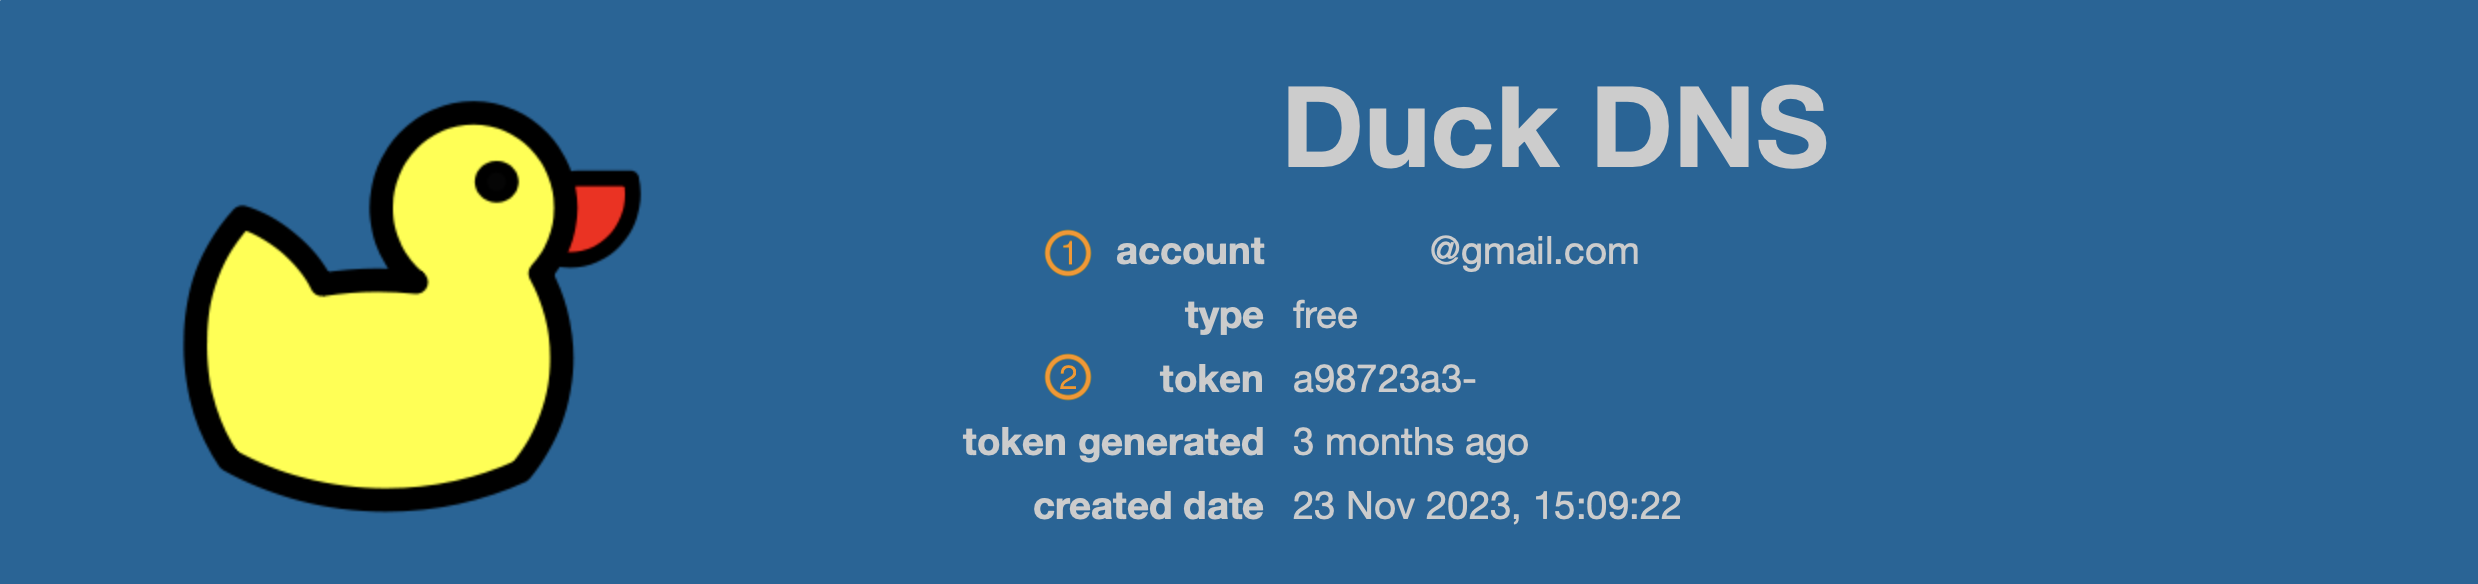 Duck DNS
① account @gmail.com
type free
② token a98723a3-
token generated 3 months ago
created date 23 Nov 2023, 15:09:22